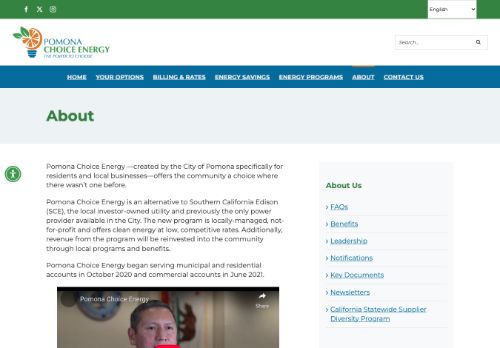 English
POMONA
CHOICE ENERGY
THE POWER TO CHOOSE
Search...
HOME
YOUR OPTIONS
BILLING & RATES
ENERGY SAVINGS
ENERGY PROGRAMS
ABOUT
CONTACT US
About
Pomona Choice Energy —created by the City of Pomona specifically for
residents and local businesses—offers the community a choice where
there wasn't one before.
Pomona Choice Energy is an alternative to Southern California Edison
(SCE), the local investor-owned utility and previously the only power
provider available in the City. The new program is locally-managed, not-
for-profit and offers clean energy at low, competitive rates. Additionally,
revenue from the program will be reinvested into the community
through local programs and benefits.
Pomona Choice Energy began serving municipal and residential
accounts in October 2020 and commercial accounts in June 2021.
Pomona Choice Energy
Share
About Us
FAQs
Benefits
Leadership
Notifications
Key Documents
Newsletters
California Statewide Supplier
Diversity Program